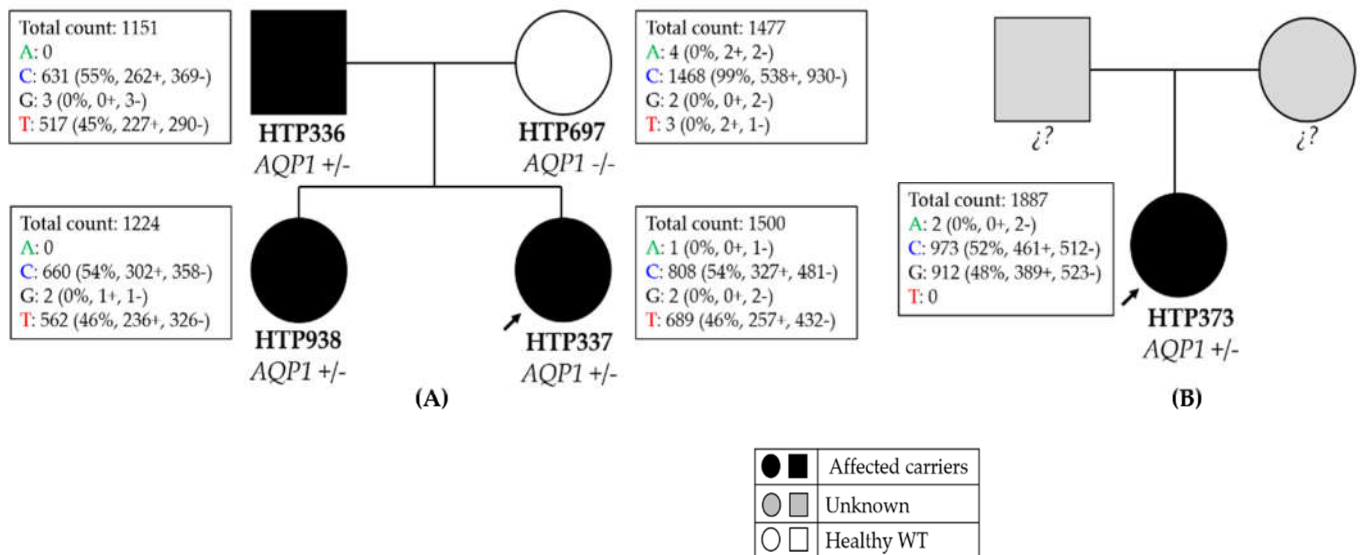 Total count: 1151
A: 0
C: 631 (55%, 262+, 369-)
G: 3 (0%, 0+, 3-)
T: 517 (45%, 227+, 290-)
HTP336
AQP1 +/-
Total count: 1477
A: 4 (0%, 2+, 2-)
C: 1468 (99%, 538+, 930-)
G: 2 (0%, 0+, 2-)
T: 3 (0%, 2+, 1-)
HTP697
AQP1 -/-
Total count: 1224
A: 0
C: 660 (54%, 302+, 358-)
G: 2 (0%, 1+, 1-)
T: 562 (46%, 236+, 326-)
HTP938
AQP1 +/-
Total count: 1500
A: 1 (0%, 0+, 1-)
C: 808 (54%, 327+, 481-)
G: 2 (0%, 0+, 2-)
T: 689 (46%, 257+, 432-)
HTP337
AQP1 +/-
(A)
¿?
¿?
Total count: 1887
A: 2 (0%, 0+, 2-)
C: 973 (52%, 461+, 512-)
G: 912 (48%, 389+, 523-)
T: 0
HTP373
AQP1 +/-
(B)
Affected carriers
Unknown
Healthy WT